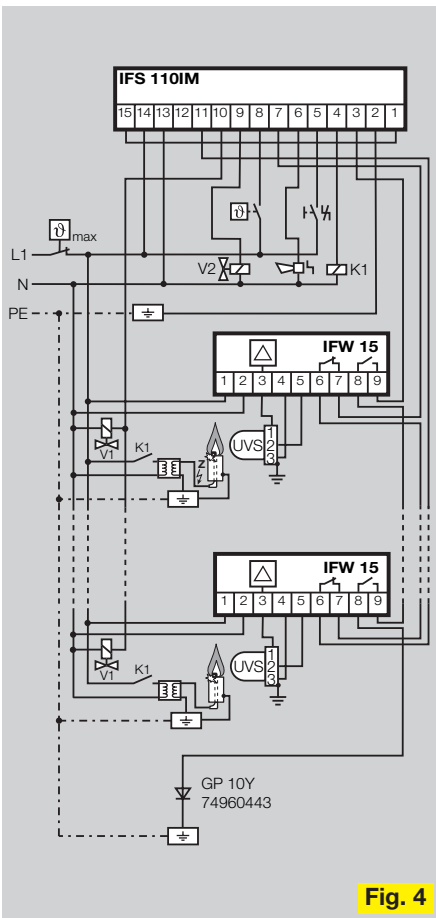 IFS 110IM
15 14 13 12 11 10 9 8 7 6 5 4 3 2 1
ϑ
ϑ max
L1
V2
K1
N
PE
IFW 15
1 2 3 4 5 6 7 8 9
V1
K1
Z
UVS
1
2
3
IFW 15
1 2 3 4 5 6 7 8 9
V1
K1
UVS
1
2
3
GP 10Y
74960443
Fig. 4